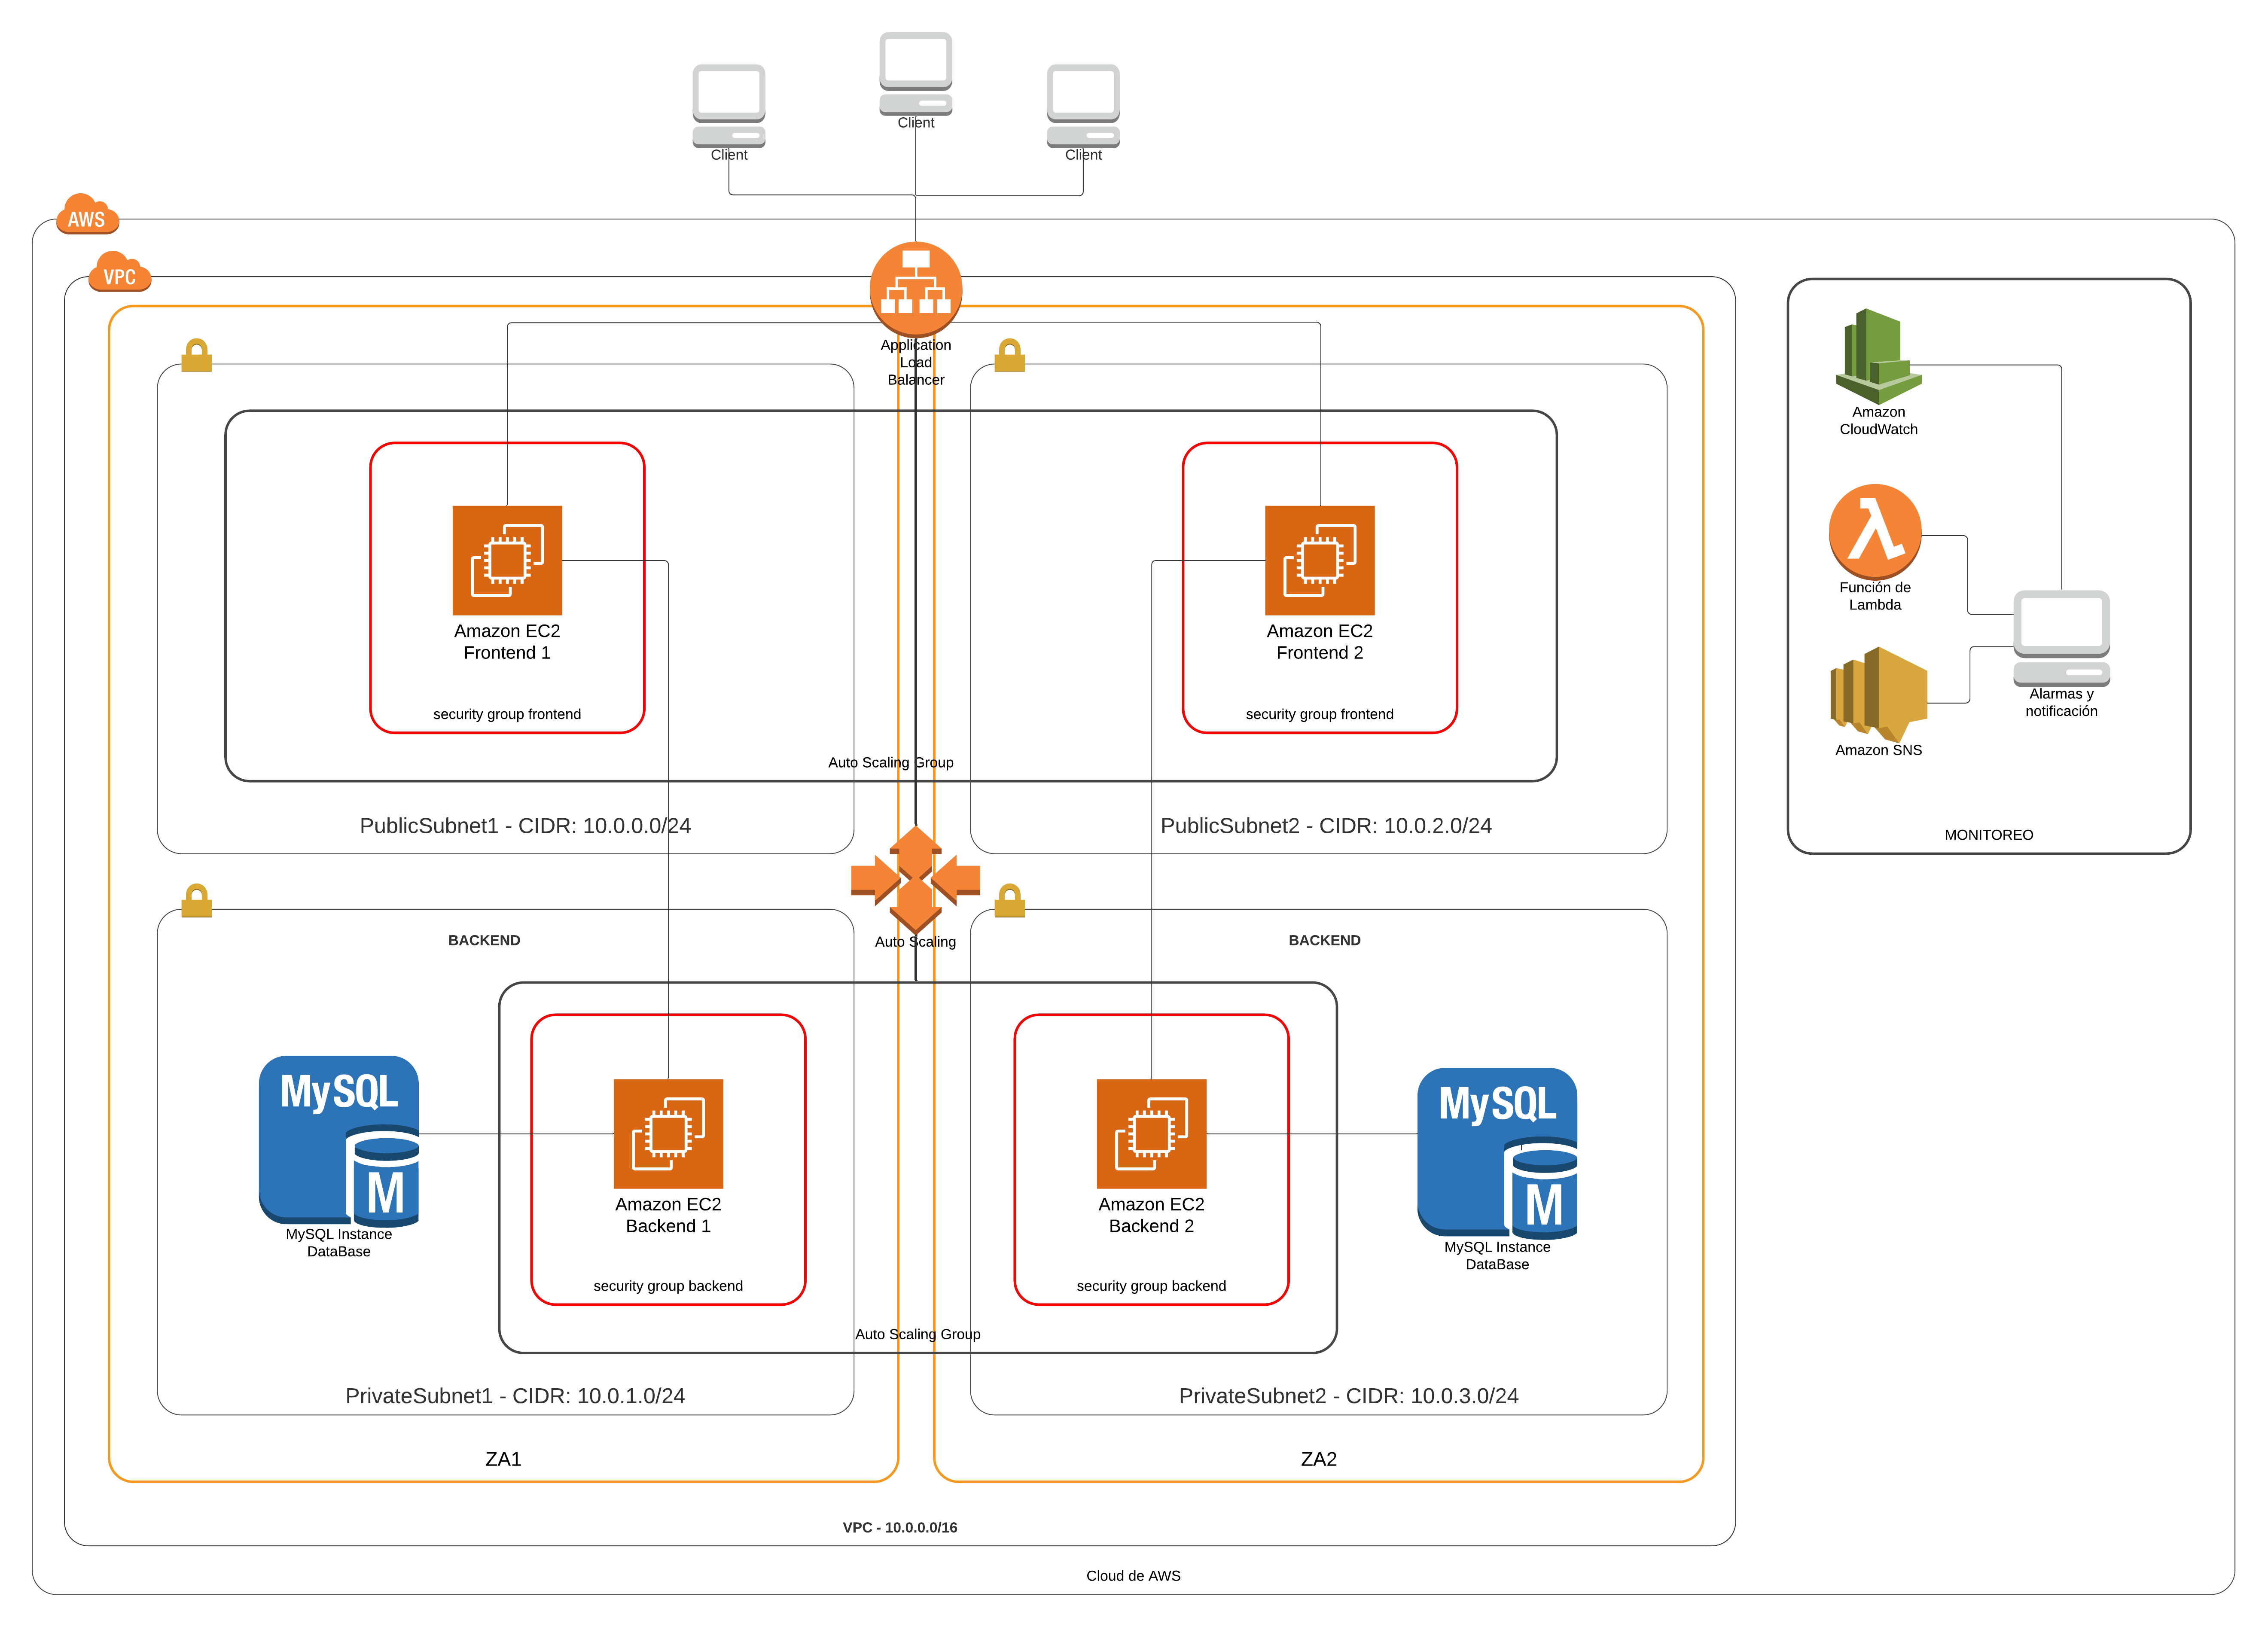 Client
Client
Client
AWS
VPC
Application
Load
Balancer
Amazon
CloudWatch
Función de
Lambda
Amazon SNS
Alarmas y
notificación
MONITOREO
Amazon EC2
Frontend 1
security group frontend
Amazon EC2
Frontend 2
security group frontend
Auto Scaling Group
PublicSubnet1 - CIDR: 10.0.0.0/24
PublicSubnet2 - CIDR: 10.0.2.0/24
Auto Scaling
BACKEND
BACKEND
MySQL
M
MySQL Instance
DataBase
Amazon EC2
Backend 1
security group backend
Amazon EC2
Backend 2
security group backend
MySQL
M
MySQL Instance
DataBase
Auto Scaling Group
PrivateSubnet1 - CIDR: 10.0.1.0/24
PrivateSubnet2 - CIDR: 10.0.3.0/24
ZA1
ZA2
VPC - 10.0.0.0/16
Cloud de AWS